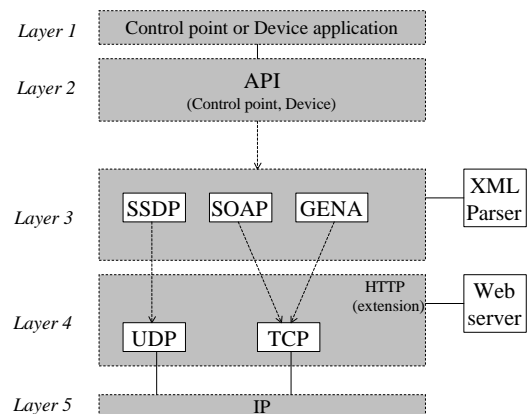 Layer 1
Control point or Device application
Layer 2
API
(Control point, Device)
Layer 3
SSDP
SOAP
GENA
XML
Parser
Layer 4
HTTP
(extension)
UDP
TCP
Web
server
Layer 5
IP